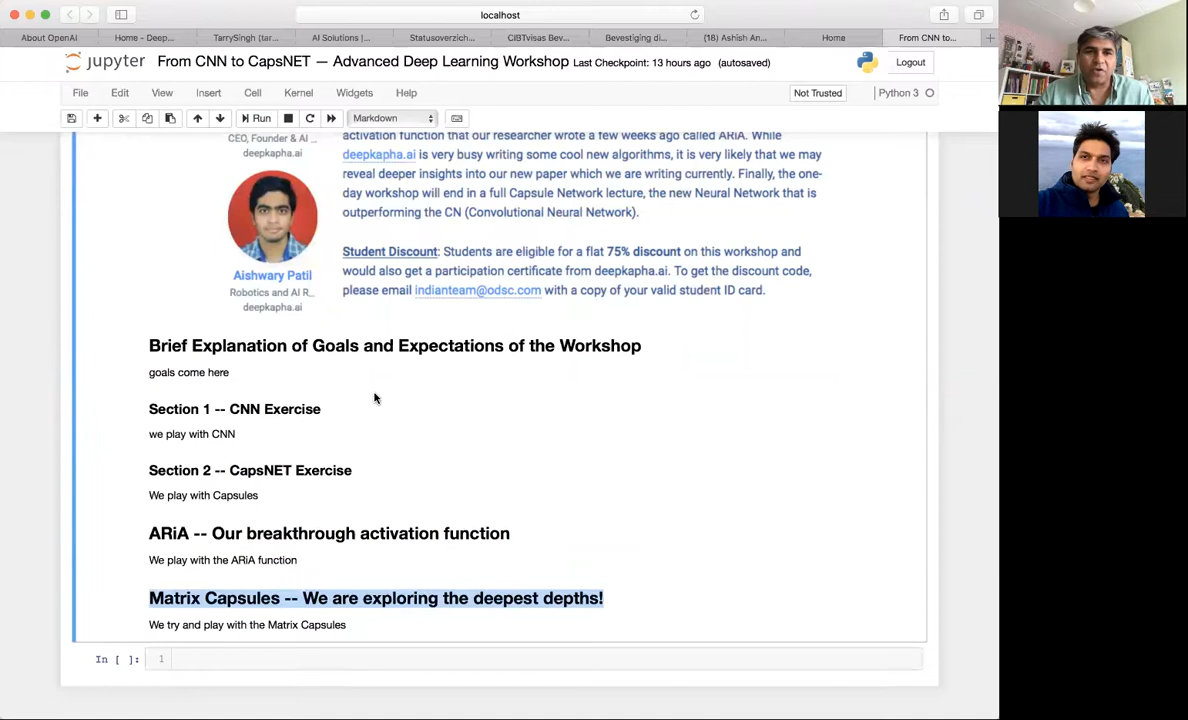 localhost
About OpenAI
Home - Deep...
TarrySingh (tar...
AI Solutions |...
Statusoverzich...
CIBTvisas Bev...
Bevestiging di...
(18) Ashish An...
Home
From CNN to...
jupyter From CNN to CapsNET — Advanced Deep Learning Workshop Last Checkpoint: 13 hours ago (autosaved)
Logout
File Edit View Insert Cell Kernel Widgets Help
Not Trusted
Python 3
Run
Markdown
CEO, Founder & AI ...
deepkapha.ai
Aishwary Patil
Robotics and AI R...
deepkapha.ai
activation function that our researcher wrote a few weeks ago called ARiA. While
deepkapha.ai is very busy writing some cool new algorithms, it is very likely that we may
reveal deeper insights into our new paper which we are writing currently. Finally, the one-
day workshop will end in a full Capsule Network lecture, the new Neural Network that is
outperforming the CN (Convolutional Neural Network).
Student Discount: Students are eligible for a flat 75% discount on this workshop and
would also get a participation certificate from deepkapha.ai. To get the discount code,
please email indianteam@odsc.com with a copy of your valid student ID card.
Brief Explanation of Goals and Expectations of the Workshop
goals come here
Section 1 -- CNN Exercise
we play with CNN
Section 2 -- CapsNET Exercise
We play with Capsules
ARiA -- Our breakthrough activation function
We play with the ARiA function
Matrix Capsules -- We are exploring the deepest depths!
We try and play with the Matrix Capsules
In [ ]: 1